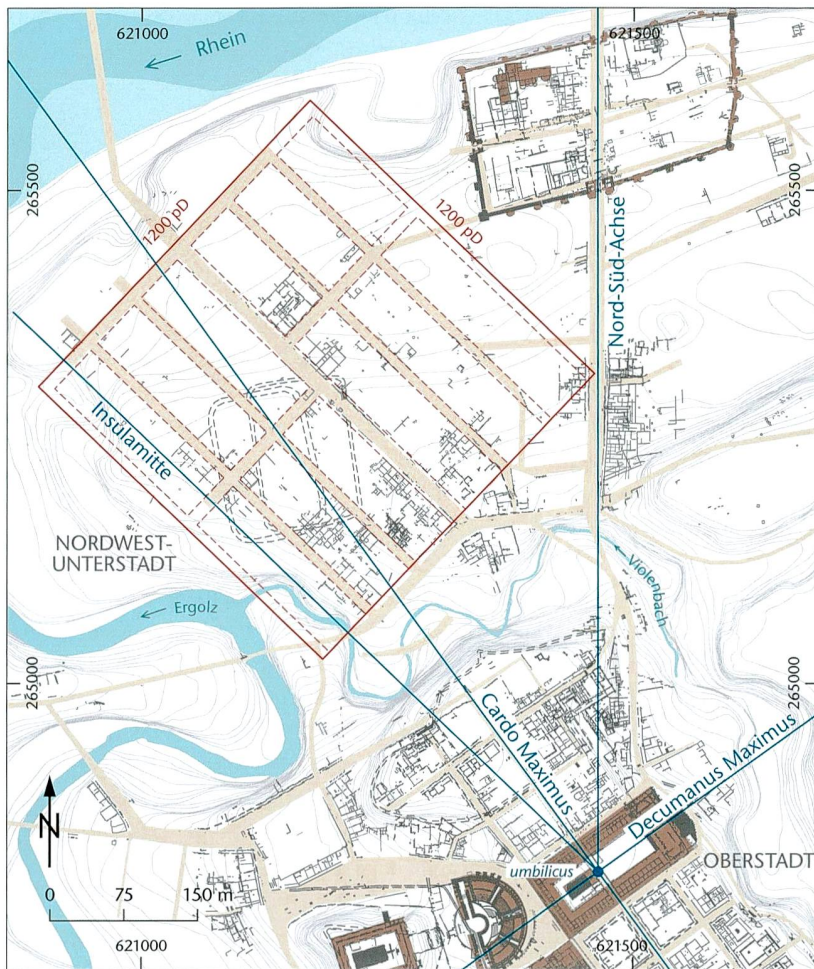 621000
621500
Rhein
265500
265500
1200 pD
1200 pD
Nord-Süd-Achse
Insulamitte
NORDWEST-
UNTERSTADT
Ergolz
Violenbach
265000
265000
Cardo Maximus
Decumanus Maximus
N
umbilicus
OBERSTADT
0 75 150 m
621000
621500